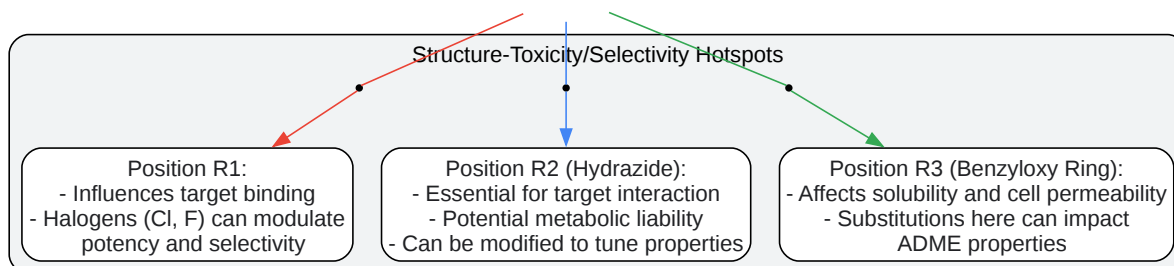 Structure-Toxicity/Selectivity Hotspots
Position R1:
- Influences target binding
- Halogens (Cl, F) can modulate
potency and selectivity
Position R2 (Hydrazide):
- Essential for target interaction
- Potential metabolic liability
- Can be modified to tune properties
Position R3 (Benzyloxy Ring):
- Affects solubility and cell permeability
- Substitutions here can impact
ADME properties